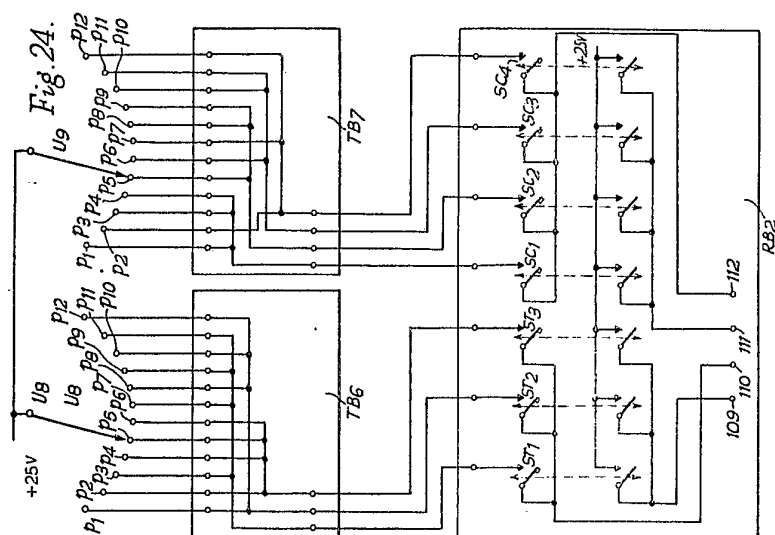 Fig. 24.
+25V
U8
U8
U9
p1
p2
p3
p4
p5
p6
p7
p8
p9
p10
p11
p12
p1
p2
p3
p4
p5
p6
p7
p8
p9
p10
p11
p12
TB6
TB7
ST1
ST2
ST3
SC1
SC2
SC3
SC4
+25V
109
110
111
112
RB2